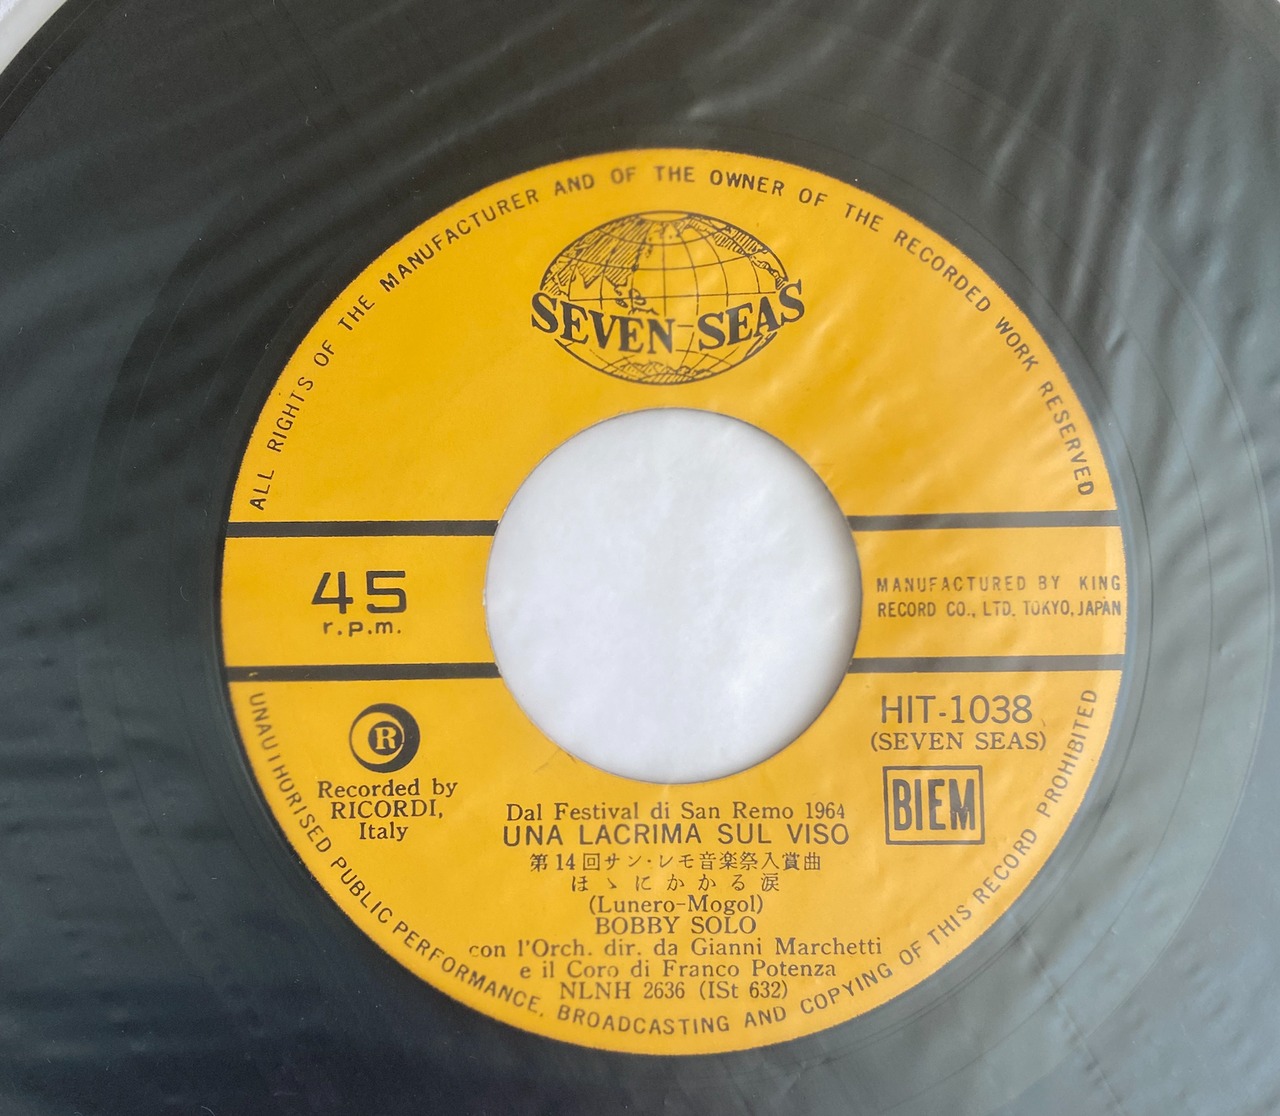 ALL RIGHTS OF THE MANUFACTURER AND OF THE OWNER OF THE RECORDED WORK RESERVED
SEVEN-SEAS
45
r.p.m.
MANUFACTURED BY KING
RECORD CO., LTD. TOKYO, JAPAN
R
Recorded by
RICORDI,
Italy
HIT-1038
(SEVEN SEAS)
BIEM
Dal Festival di San Remo 1964
UNA LACRIMA SUL VISO
第14回サン・レモ音楽祭入賞曲
ほゝにかかる涙
(Lunero-Mogol)
BOBBY SOLO
con l'Orch. dir. da Gianni Marchetti
e il Coro di Franco Potenza
NLNH 2636 (ISt 632)
UNAUTHORISED PUBLIC PERFORMANCE, BROADCASTING AND COPYING OF THIS RECORD PROHIBITED